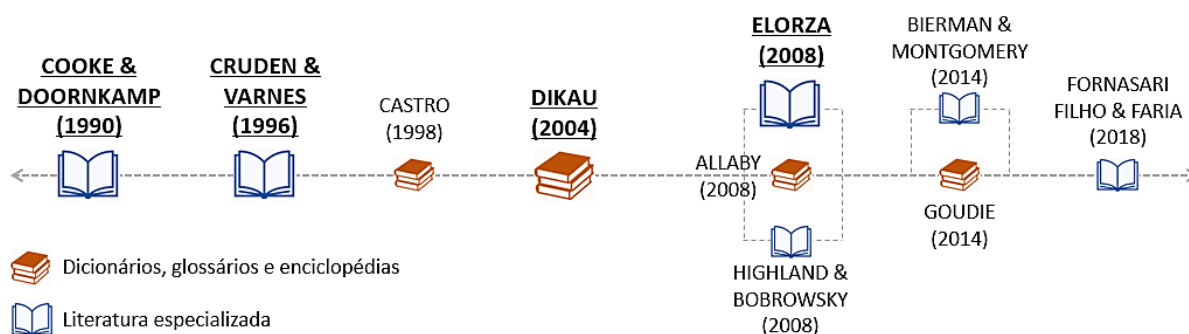 COOKE &
DOORNKAMP
(1990)
CRUDEN &
VARNES
(1996)
CASTRO
(1998)
DIKAU
(2004)
ELORZA
(2008)
ALLABY
(2008)
HIGHLAND &
BOBROWSKY
(2008)
BIERMAN &
MONTGOMERY
(2014)
GOUDIE
(2014)
FORNASARI
FILHO & FARIA
(2018)
Dicionários, glossários e enciclopédias
Literatura especializada